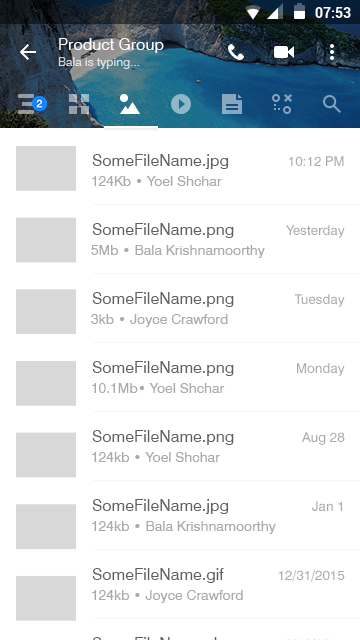 07:53
Product Group
Bala is typing...
2
SomeFileName.jpg 10:12 PM
124Kb • Yoel Shchar
SomeFileName.png Yesterday
5Mb • Bala Krishnamoorthy
SomeFileName.png Tuesday
3kb • Joyce Crawford
SomeFileName.png Monday
10.1Mb• Yoel Shchar
SomeFileName.png Aug 28
124kb • Yoel Shchar
SomeFileName.jpg Jan 1
124kb • Bala Krishnamoorthy
SomeFileName.gif 12/31/2015
124kb • Joyce Crawford